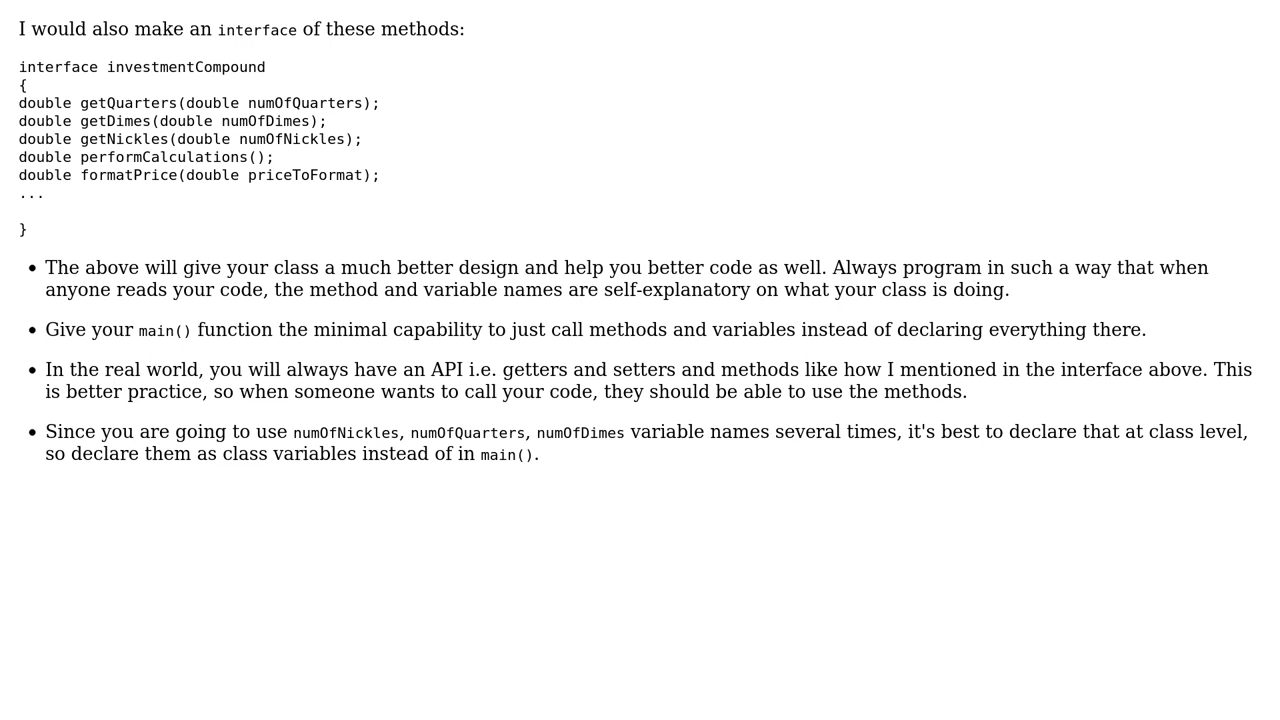 I would also make an interface of these methods:
interface investmentCompound
{
double getQuarters(double numOfQuarters);
double getDimes(double numOfDimes);
double getNickles(double numOfNickles);
double performCalculations();
double formatPrice(double priceToFormat);
...
}
• The above will give your class a much better design and help you better code as well. Always program in such a way that when
anyone reads your code, the method and variable names are self-explanatory on what your class is doing.
• Give your main() function the minimal capability to just call methods and variables instead of declaring everything there.
• In the real world, you will always have an API i.e. getters and setters and methods like how I mentioned in the interface above. This
is better practice, so when someone wants to call your code, they should be able to use the methods.
• Since you are going to use numOfNickles, numOfQuarters, numOfDimes variable names several times, it's best to declare that at class level,
so declare them as class variables instead of in main().